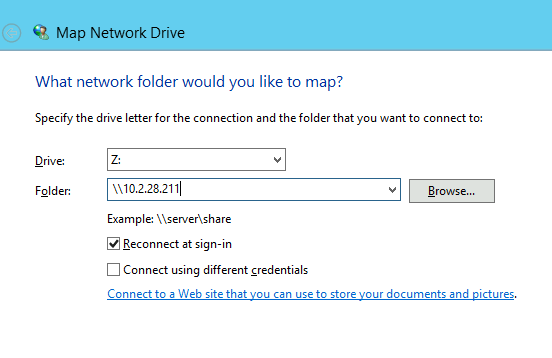 Map Network Drive
What network folder would you like to map?
Specify the drive letter for the connection and the folder that you want to connect to:
Drive: Z:
Folder: \\10.2.28.211 Browse...
Example: \\server\share
Reconnect at sign-in
Connect using different credentials
Connect to a Web site that you can use to store your documents and pictures.